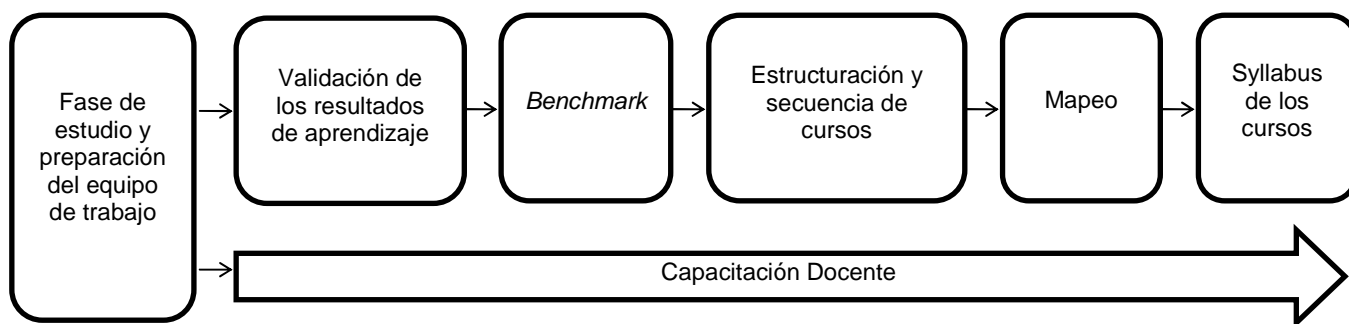 Fase de
estudio y
preparación
del equipo
de trabajo
Validación de
los resultados
de aprendizaje
Benchmark
Estructuración y
secuencia de
cursos
Mapeo
Syllabus
de los
cursos
Capacitación Docente